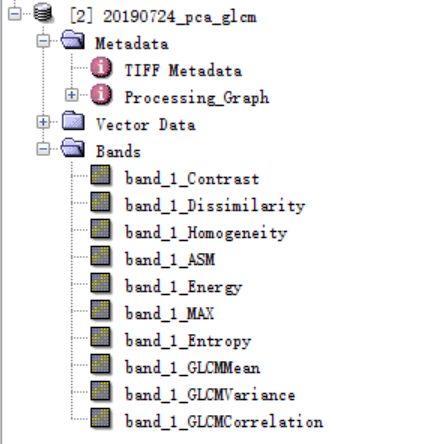 [2] 20190724_pca_glcm
Metadata
TIFF Metadata
Processing_Graph
Vector Data
Bands
band_1_Contrast
band_1_Dissimilarity
band_1_Homogeneity
band_1_ASM
band_1_Energy
band_1_MAX
band_1_Entropy
band_1_GLCMMean
band_1_GLCMVariance
band_1_GLCMCorrelation